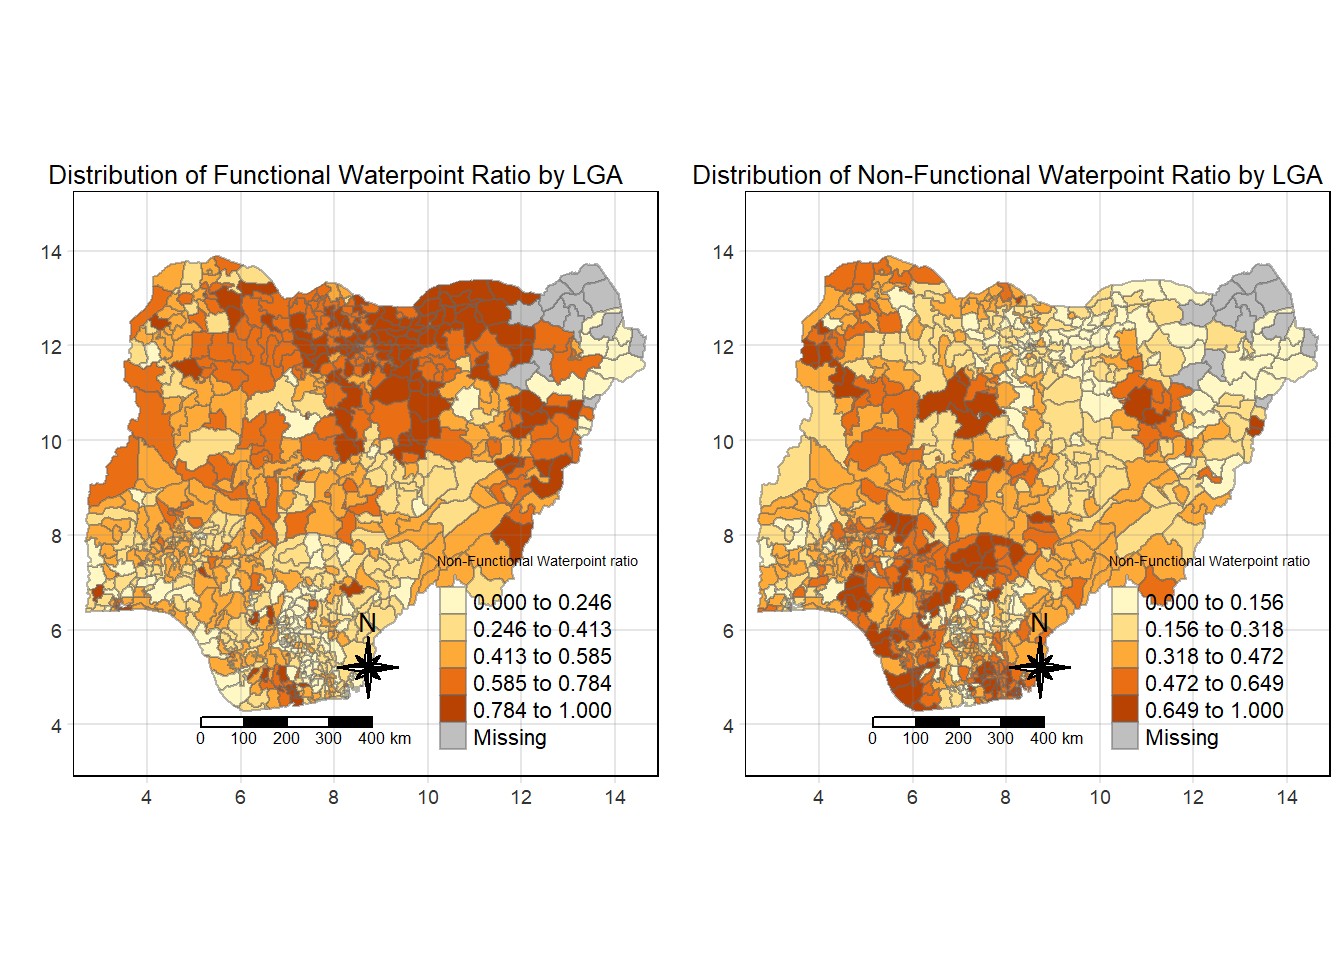 Distribution of Functional Waterpoint Ratio by LGA
14
12
10
8
6
4
4
6
8
10
12
14
Non-Functional Waterpoint ratio
0.000 to 0.246
0.246 to 0.413
0.413 to 0.585
0.585 to 0.784
0.784 to 1.000
Missing
N
0 100 200 300 400 km
Distribution of Non-Functional Waterpoint Ratio by LGA
14
12
10
8
6
4
4
6
8
10
12
14
Non-Functional Waterpoint ratio
0.000 to 0.156
0.156 to 0.318
0.318 to 0.472
0.472 to 0.649
0.649 to 1.000
Missing
N
0 100 200 300 400 km